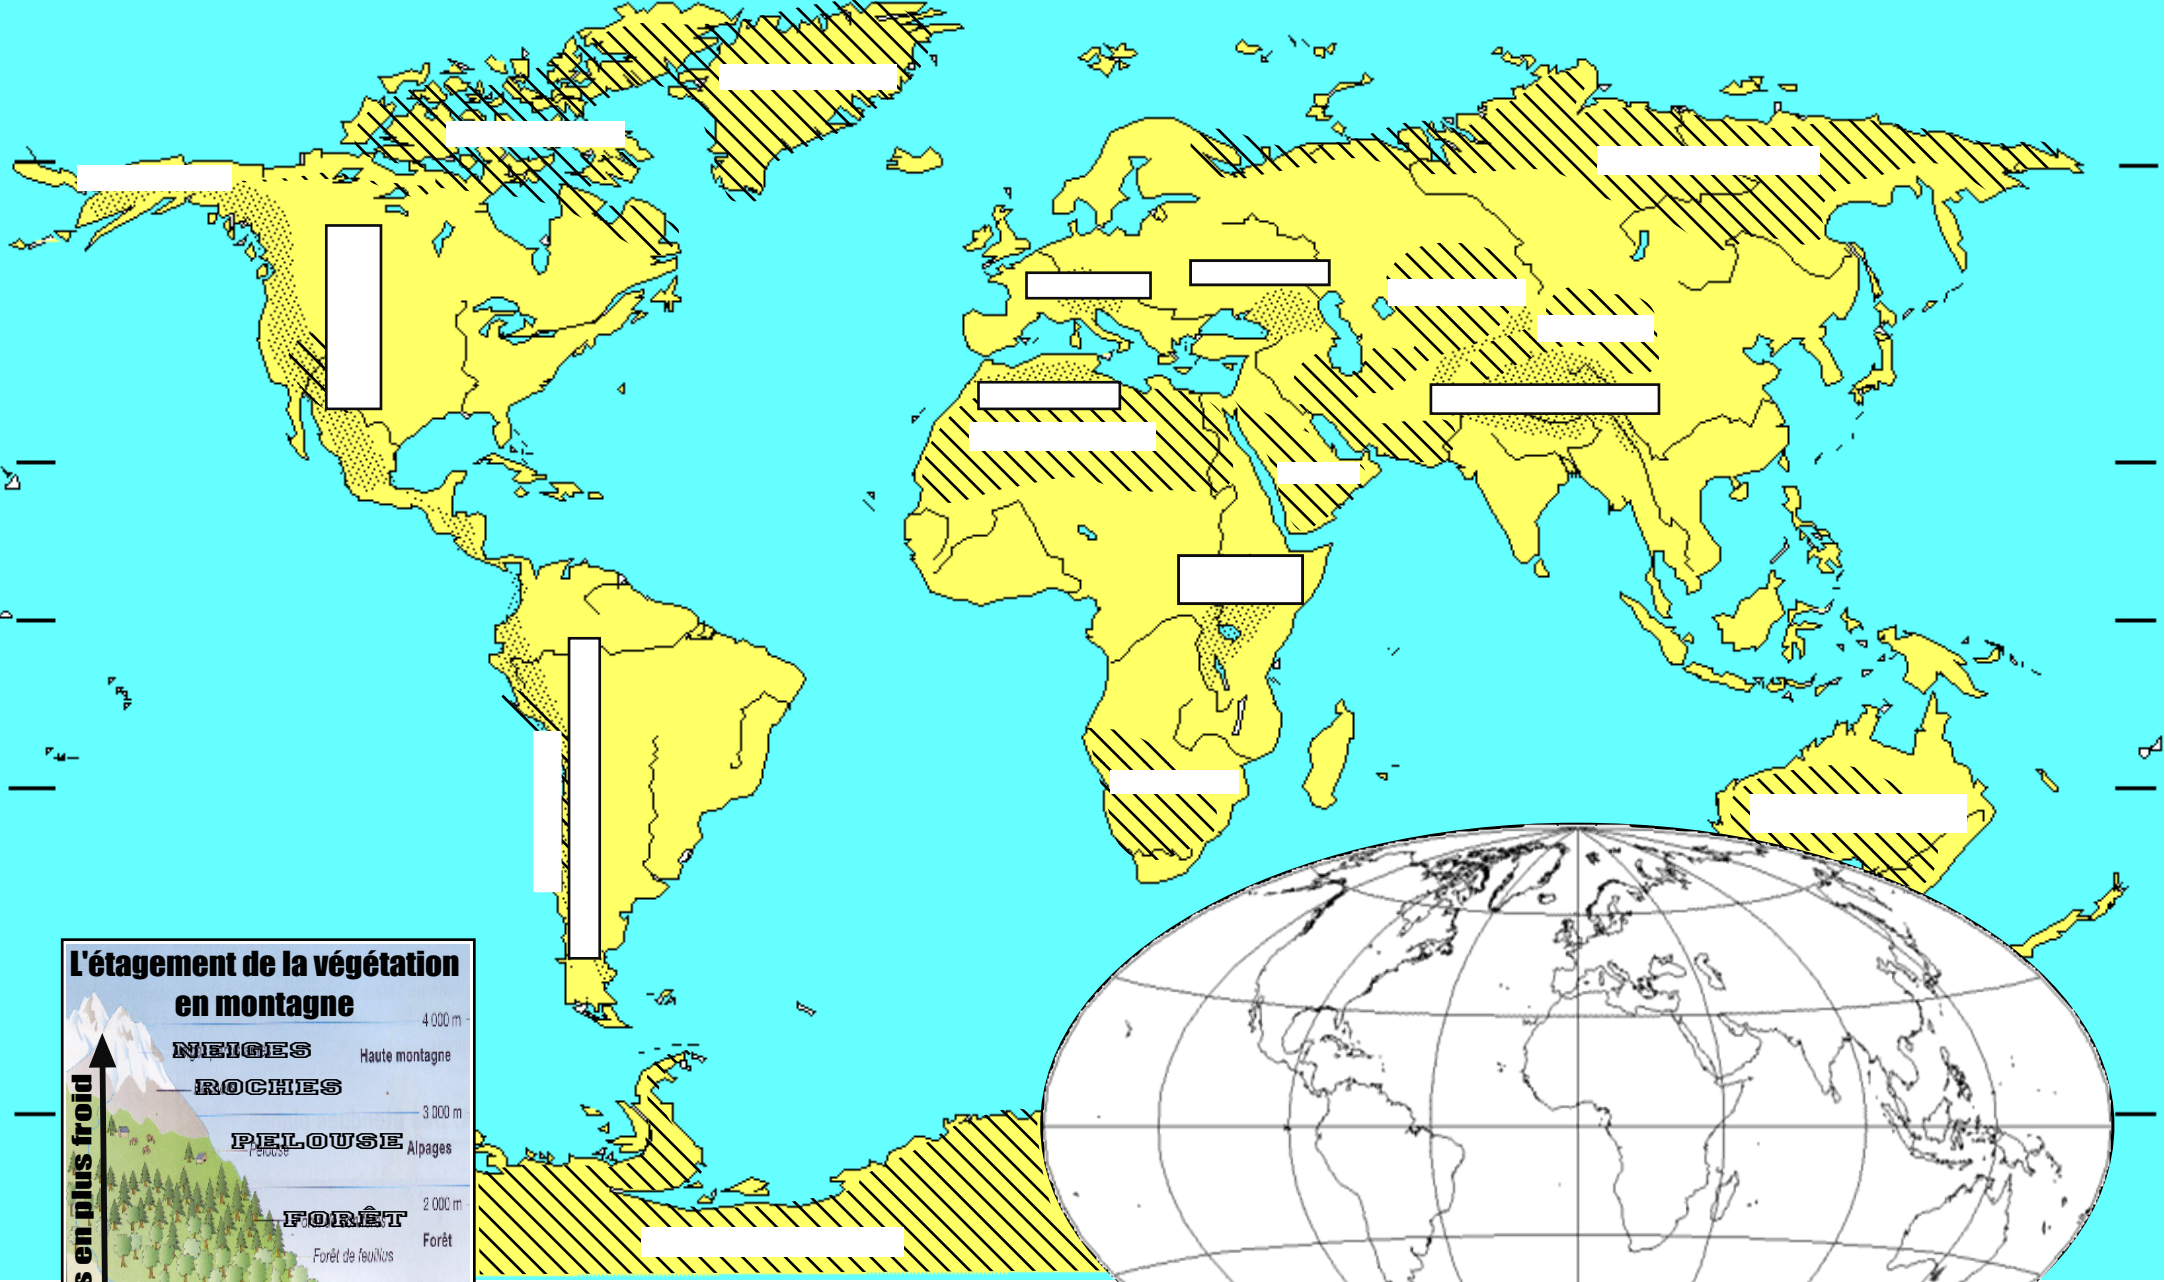 L'étagement de la végétation
en montagne
4 000 m
NEIGES
Haute montagne
ROCHES
3 000 m
PELOUSE
Pelouse
Alpages
2 000 m
FORÊT
Forêt
Forêt de feuillus
s en plus froid